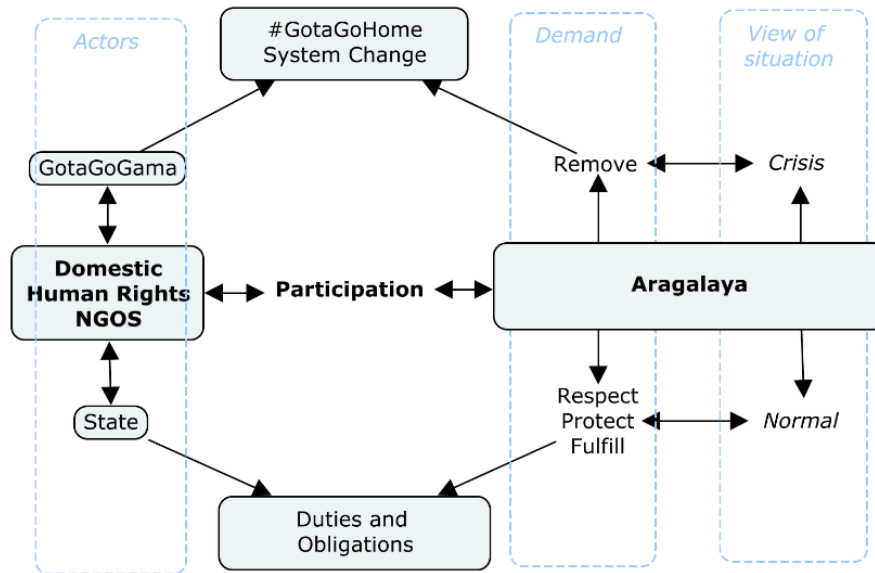 Actors
#GotaGoHome
System Change
Demand
View of
situation
GotaGoGama
Remove
Crisis
Domestic
Human Rights
NGOS
Participation
Aragalaya
State
Respect
Protect
Fulfill
Normal
Duties and
Obligations